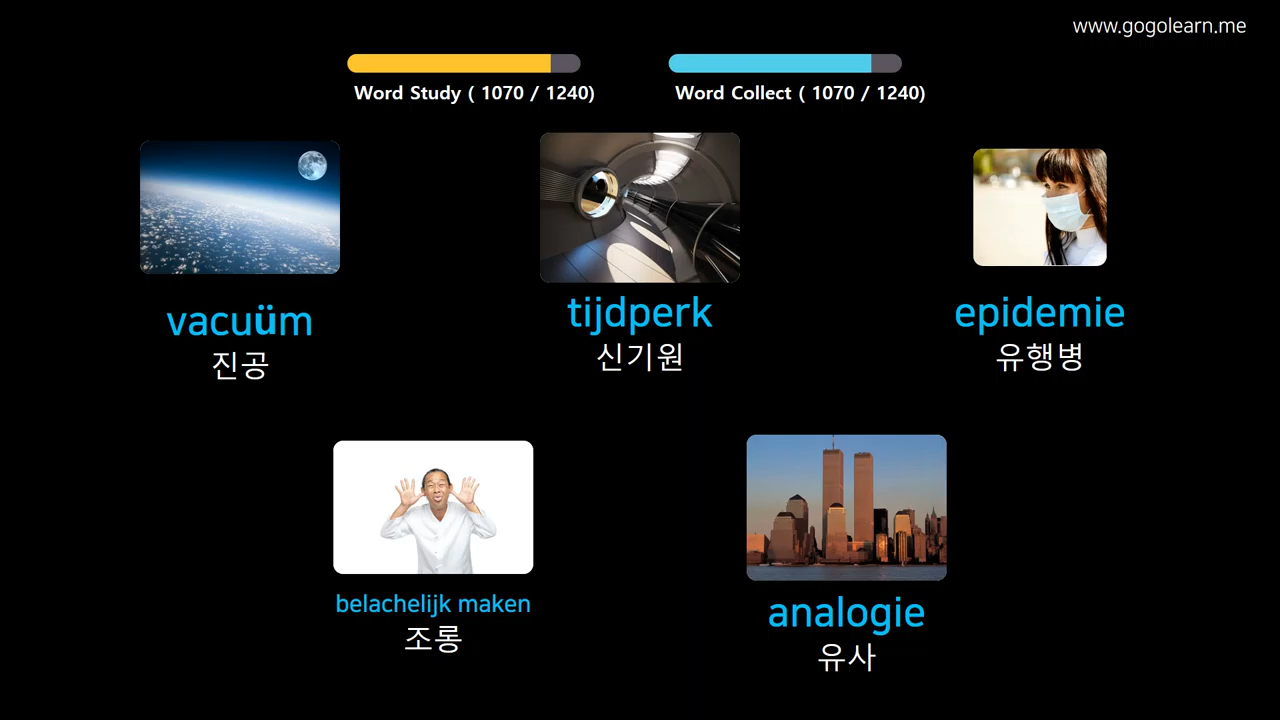 www.gogolearn.me
Word Study ( 1070 / 1240)
Word Collect ( 1070 / 1240)
vacuüm
진공
tijdperk
신기원
epidemie
유행병
belachelijk maken
조롱
analogie
유사